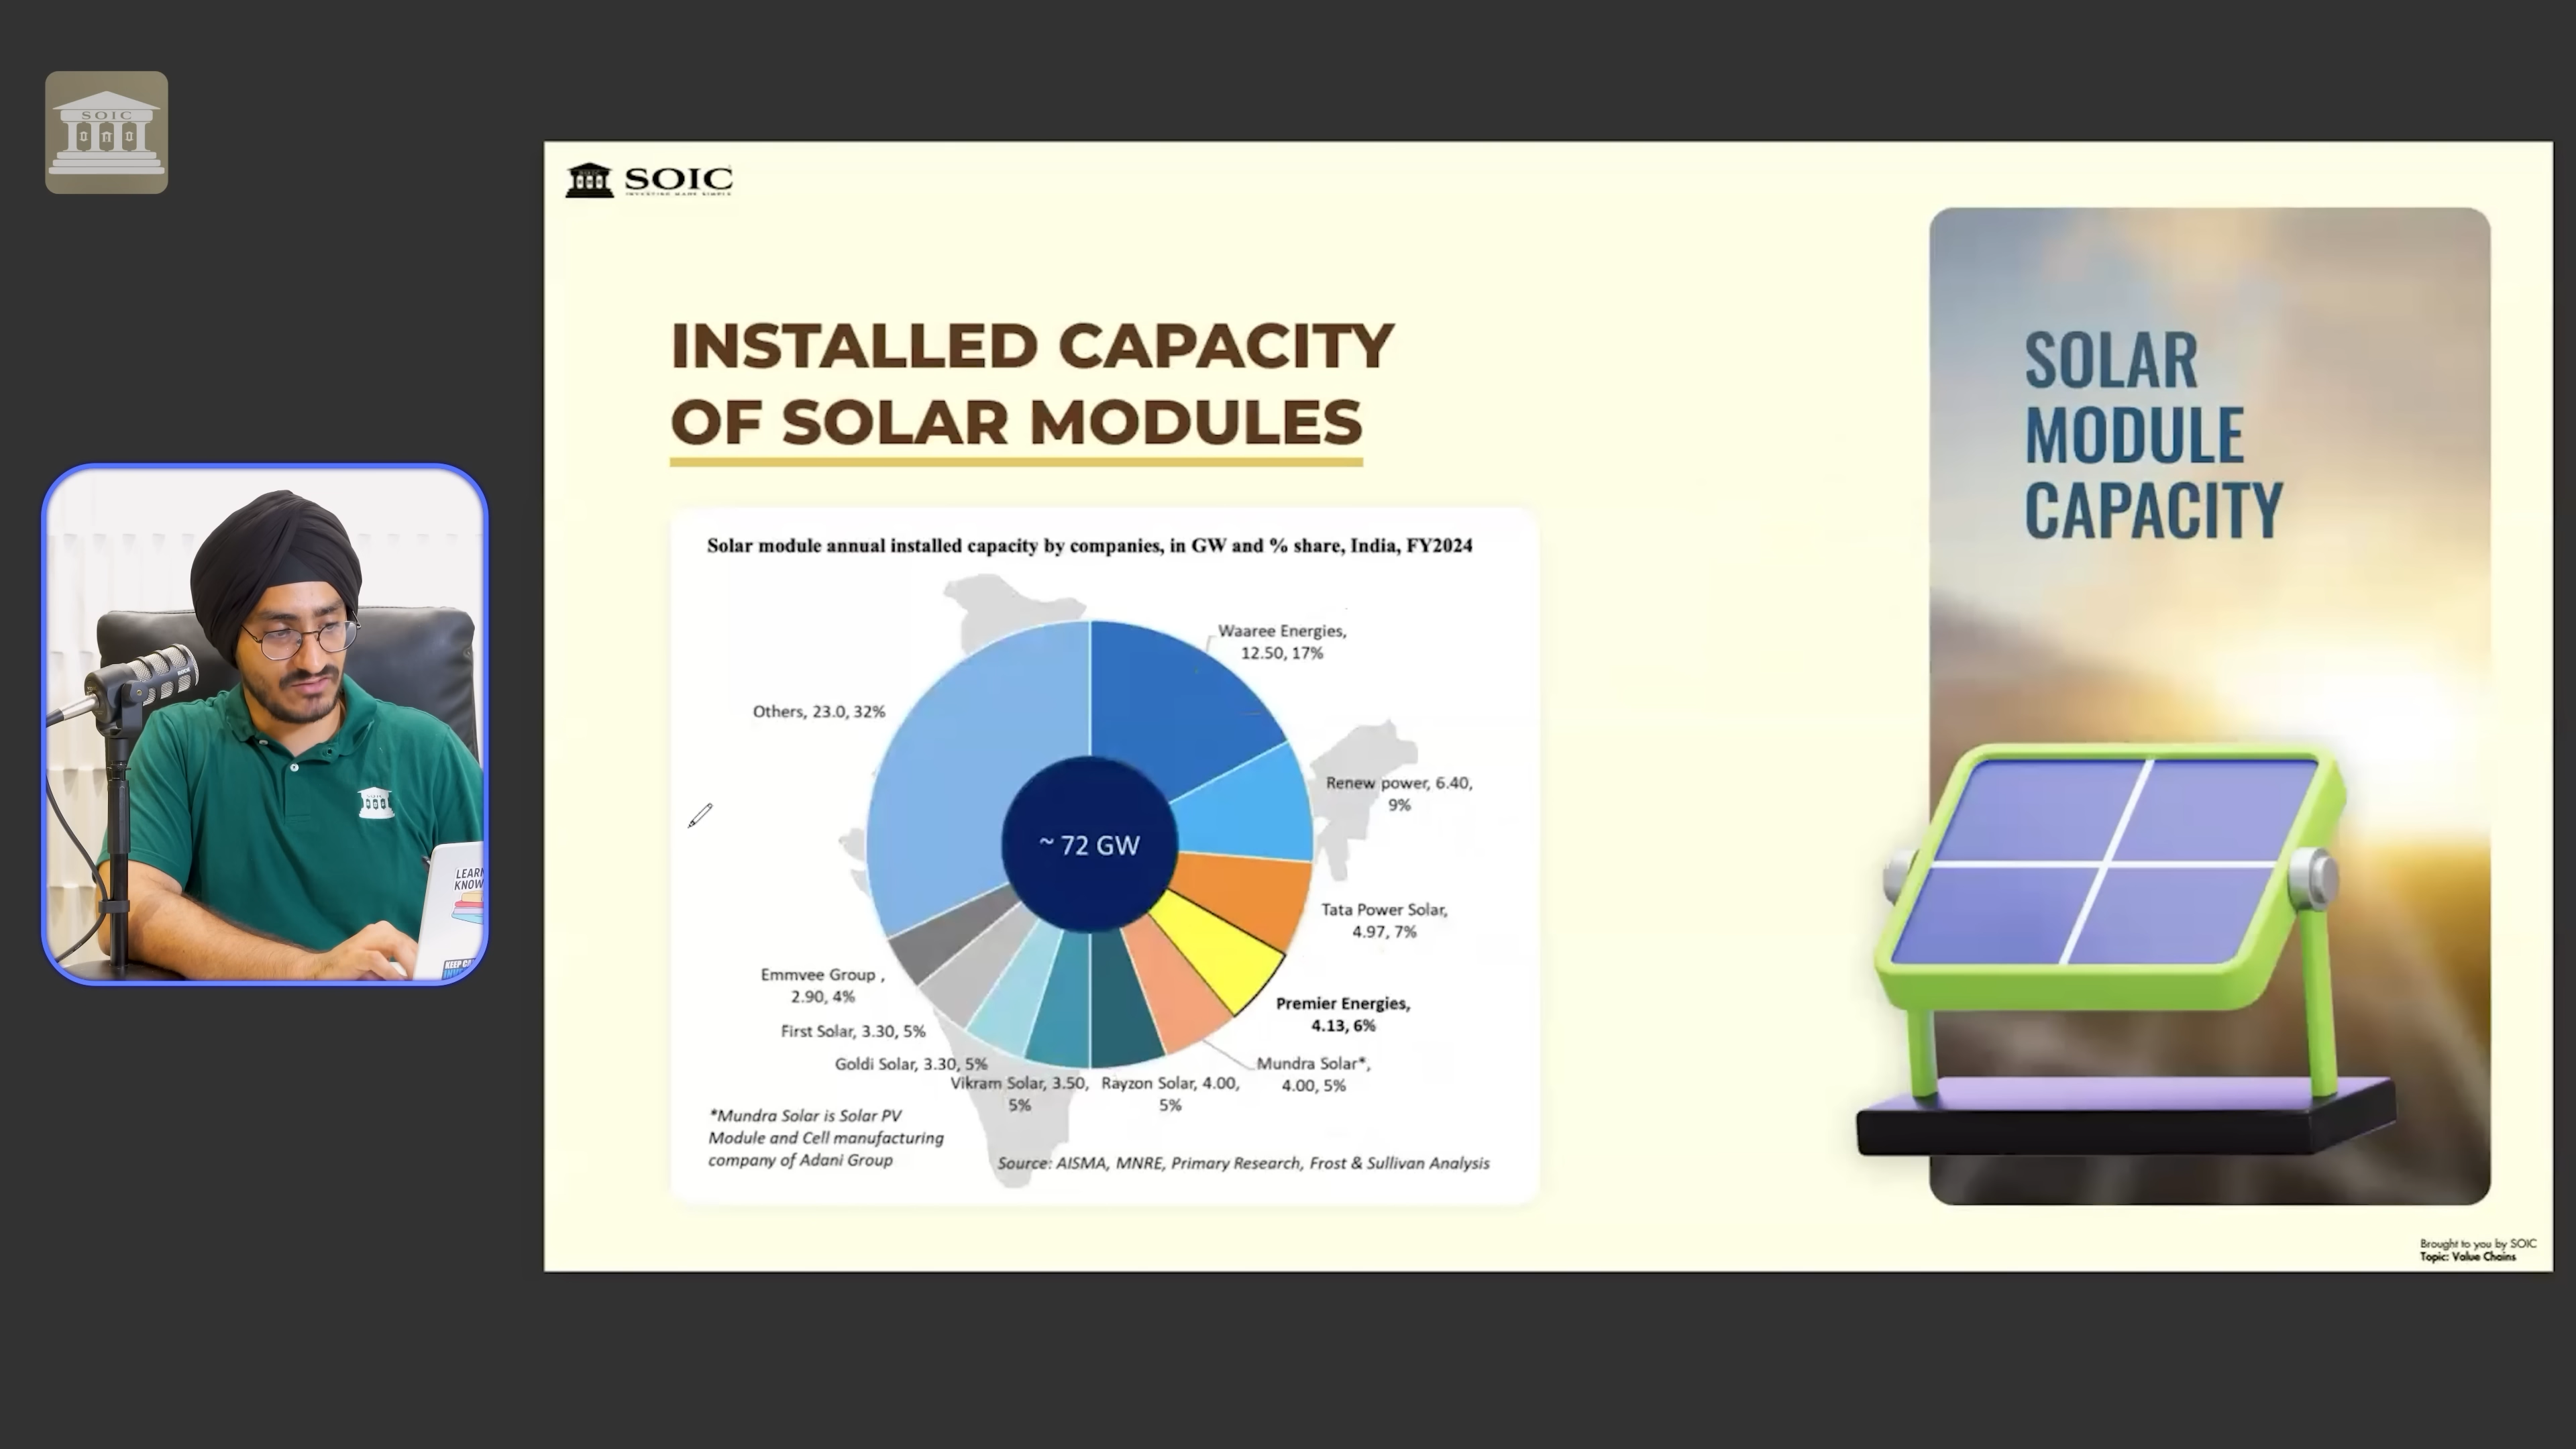 SOIC
SOIC
INVESTING MADE SIMPLE
INSTALLED CAPACITY
OF SOLAR MODULES
Solar module annual installed capacity by companies, in GW and % share, India, FY2024
Waaree Energies,
12.50, 17%
Others, 23.0, 32%
Renew power, 6.40,
9%
~ 72 GW
Tata Power Solar,
4.97, 7%
Premier Energies,
4.13, 6%
Mundra Solar*,
4.00, 5%
Rayzon Solar, 4.00,
5%
Vikram Solar, 3.50,
5%
Goldi Solar, 3.30, 5%
First Solar, 3.30, 5%
Emmvee Group ,
2.90, 4%
*Mundra Solar is Solar PV
Module and Cell manufacturing
company of Adani Group
Source: AISMA, MNRE, Primary Research, Frost & Sullivan Analysis
SOLAR
MODULE
CAPACITY
Brought to you by SOIC
Topic: Value Chains